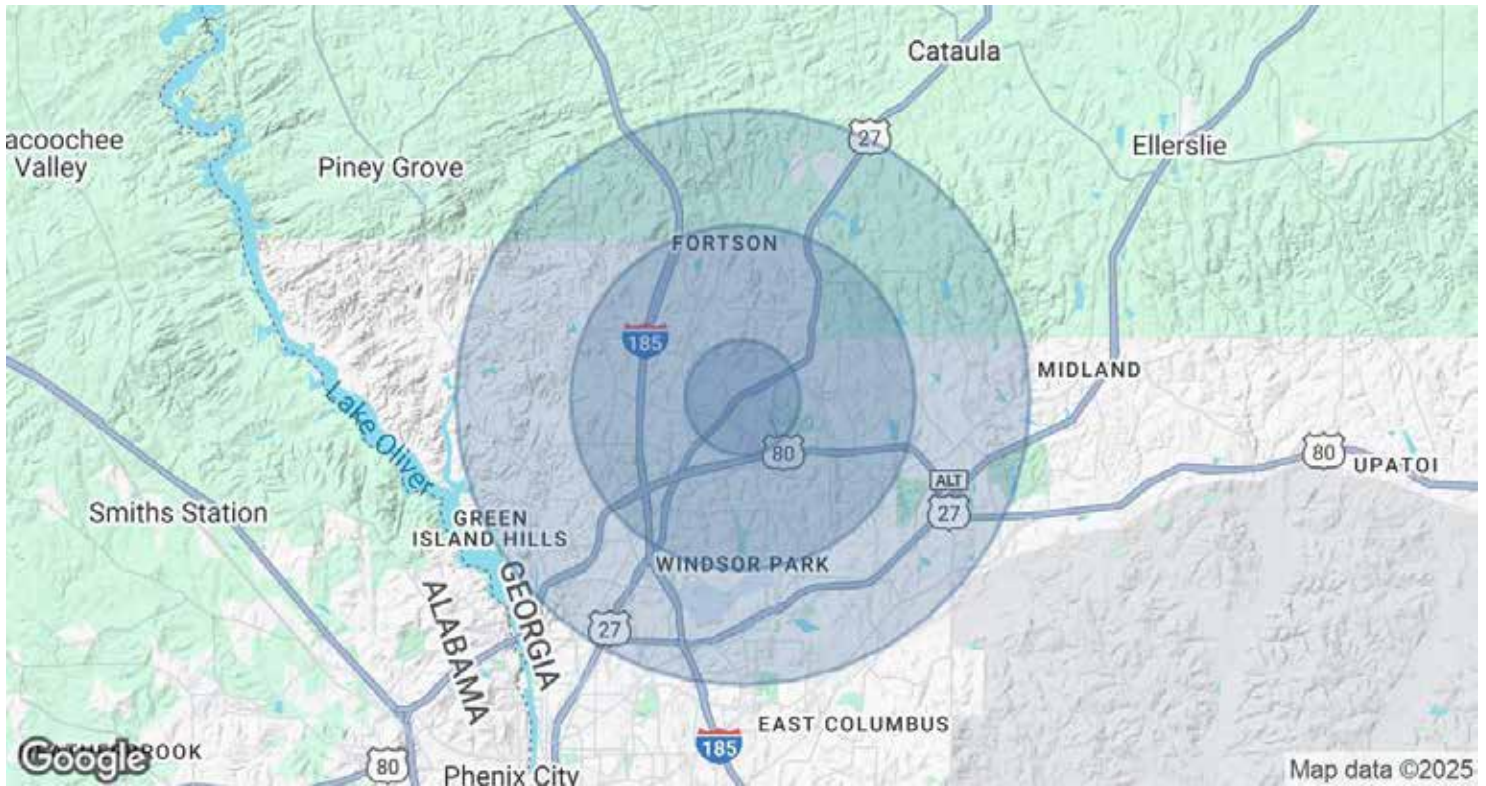 Cataula
27
acoochee
Valley
Piney Grove
Ellerslie
FORTSON
185
MIDLAND
Lake Oliver
80
80
UPATOI
ALT
27
Smiths Station
GREEN
ISLAND HILLS
WINDSOR PARK
GEORGIA
ALABAMA
27
EAST COLUMBUS
185
Google
80
Phenix City
Map data ©2025